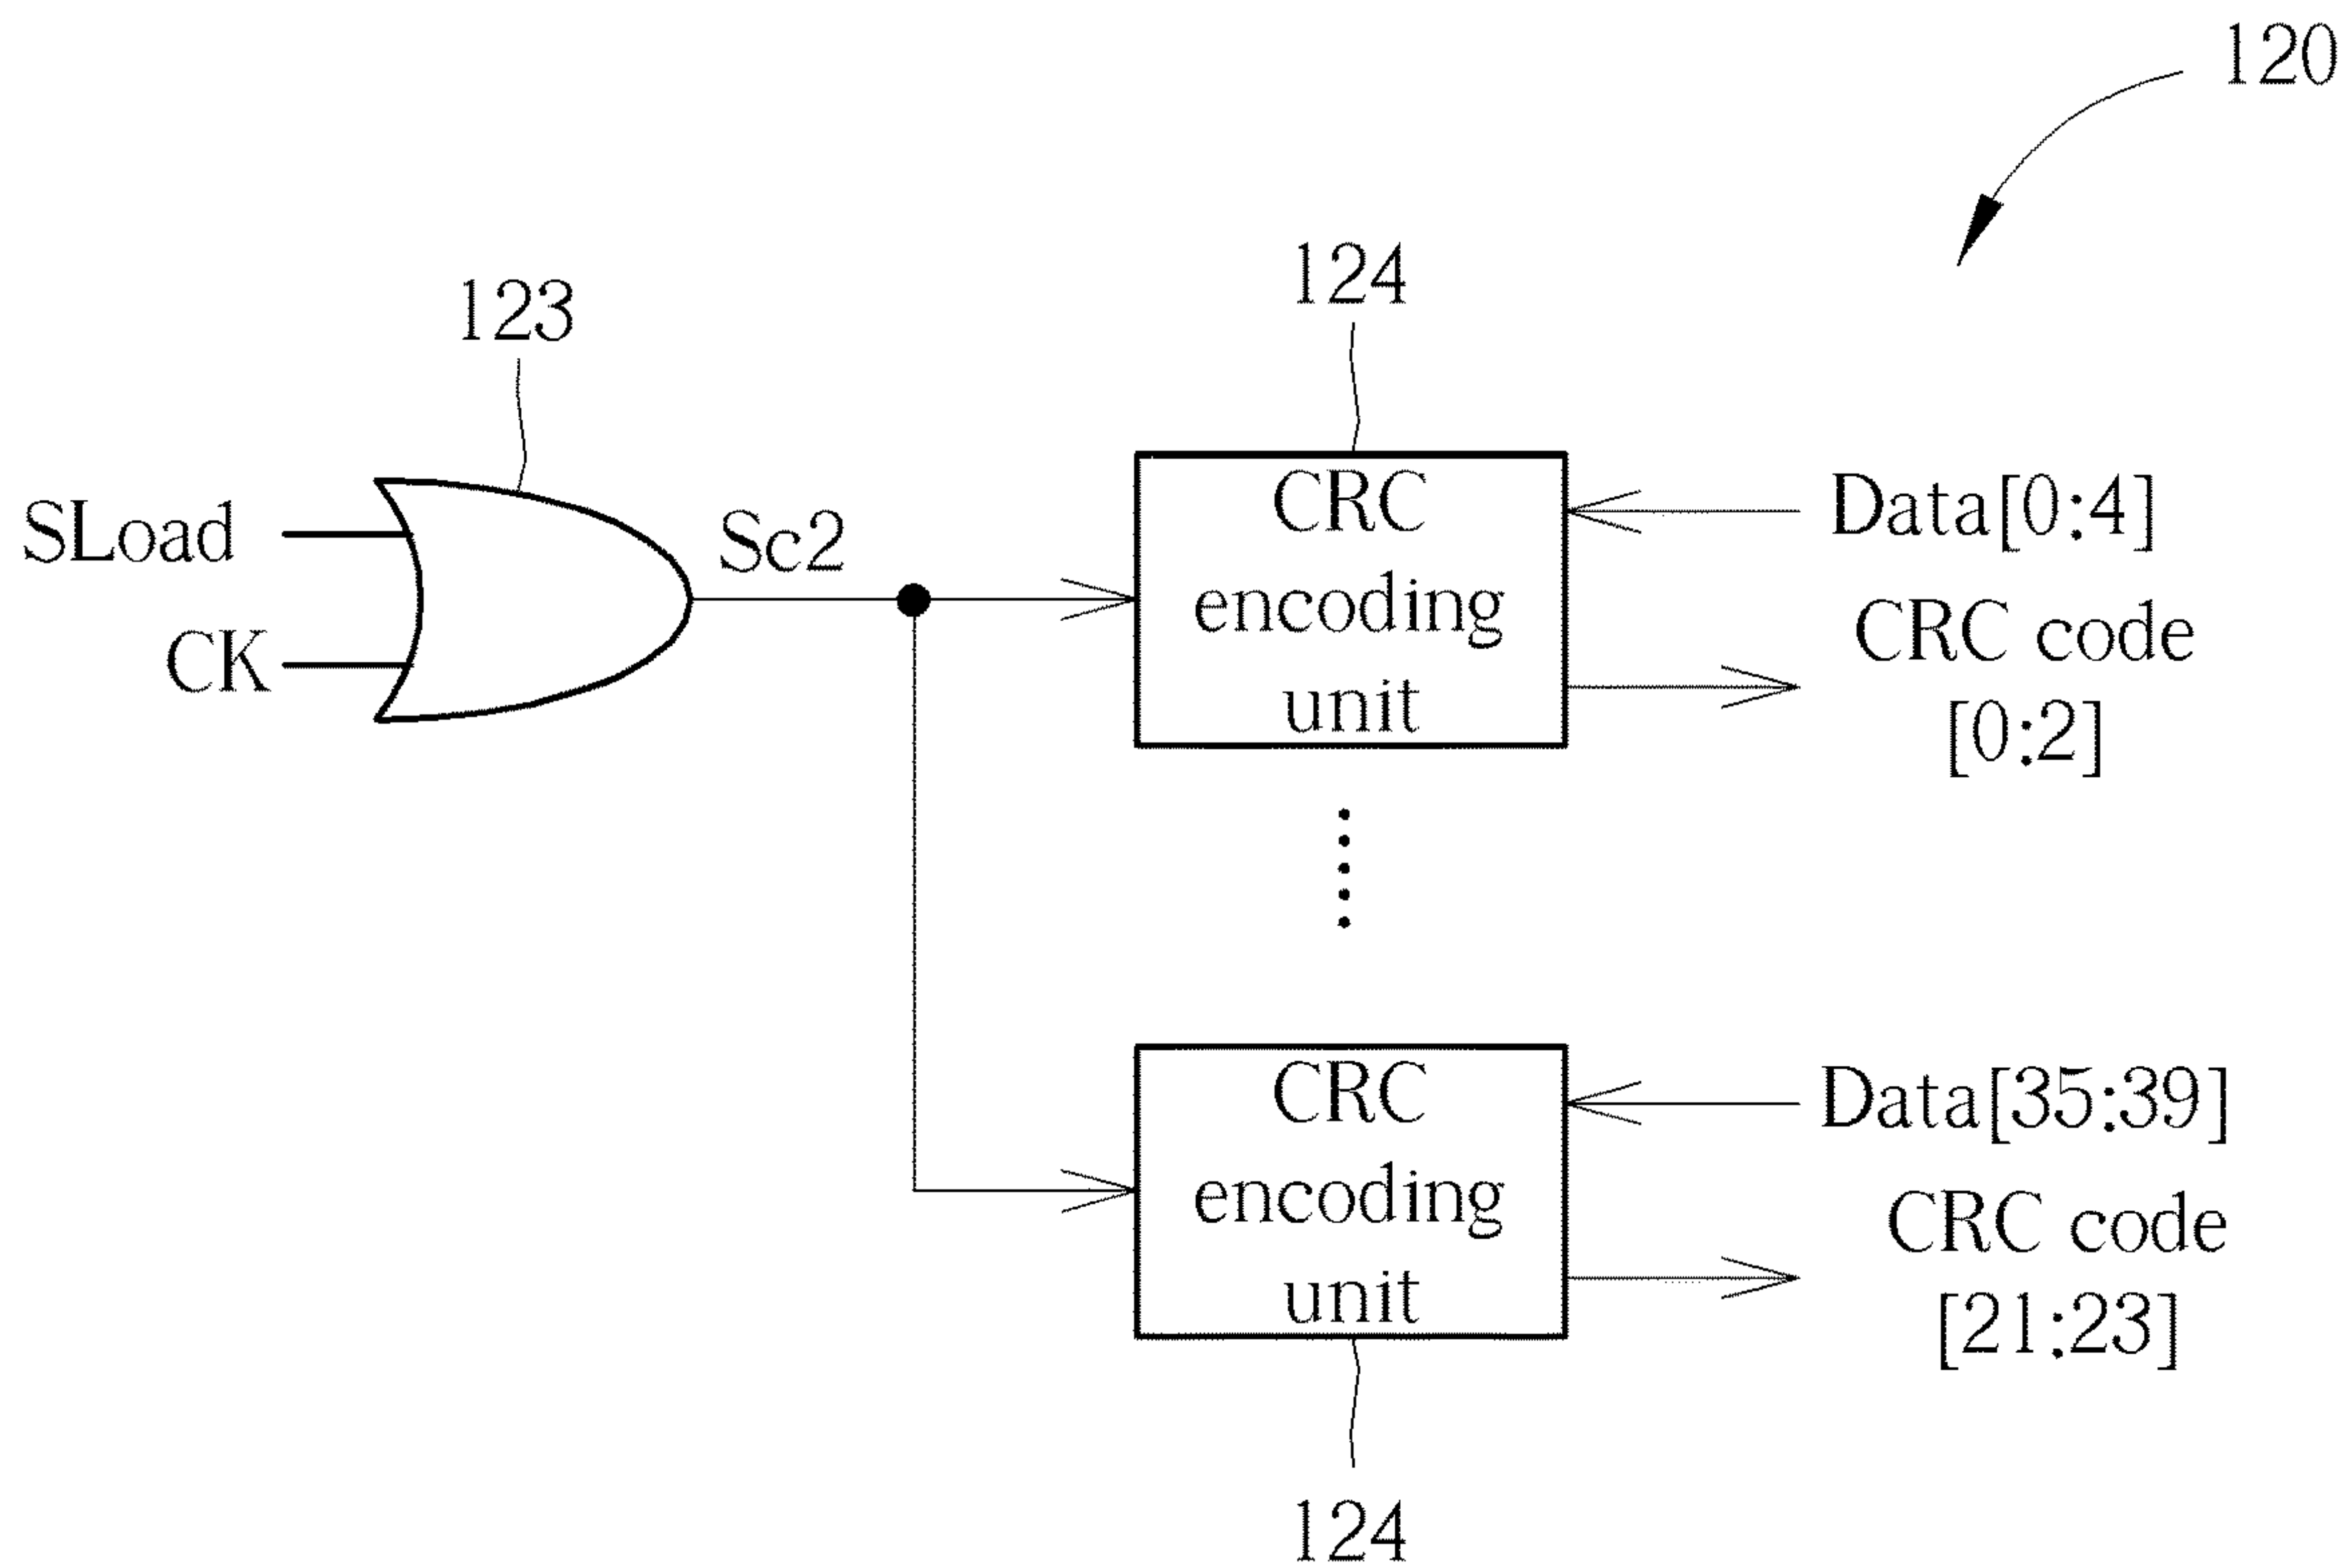 120
124
123
SLoad
CK
Sc2
CRC
encoding
unit
Data[0:4]
CRC code
[0:2]
CRC
encoding
unit
Data[35:39]
CRC code
[21:23]
124